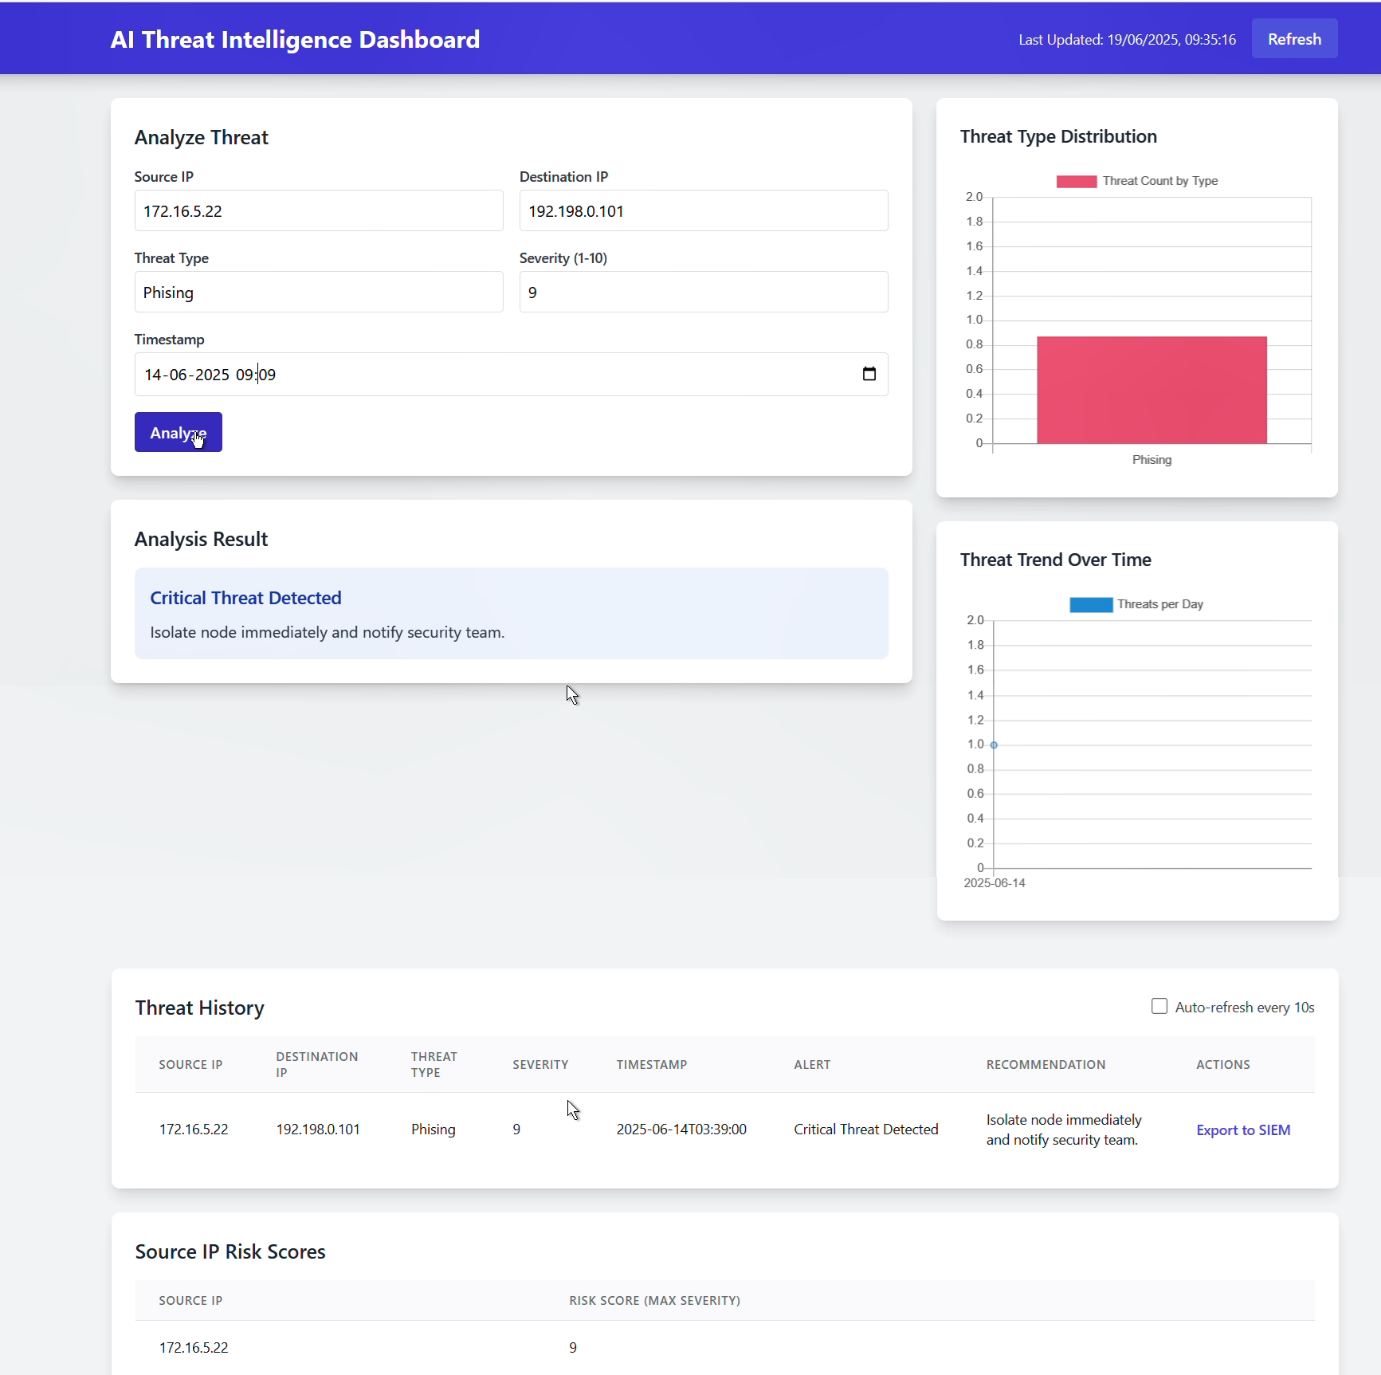 AI Threat Intelligence Dashboard
Last Updated: 19/06/2025, 09:35:16
Refresh
Analyze Threat
Source IP
Destination IP
172.16.5.22
192.198.0.101
Threat Type
Severity (1-10)
Phising
9
Timestamp
14-06-2025 09:09
Analyze
Analysis Result
Critical Threat Detected
Isolate node immediately and notify security team.
Threat Type Distribution
Threat Count by Type
2.0
1.8
1.6
1.4
1.2
1.0
0.8
0.6
0.4
0.2
0
Phising
Threat Trend Over Time
Threats per Day
2.0
1.8
1.6
1.4
1.2
1.0
0.8
0.6
0.4
0.2
0
2025-06-14
Threat History
Auto-refresh every 10s
SOURCE IP
DESTINATION
IP
THREAT
TYPE
SEVERITY
TIMESTAMP
ALERT
RECOMMENDATION
ACTIONS
172.16.5.22
192.198.0.101
Phising
9
2025-06-14T03:39:00
Critical Threat Detected
Isolate node immediately
and notify security team.
Export to SIEM
Source IP Risk Scores
SOURCE IP
RISK SCORE (MAX SEVERITY)
172.16.5.22
9